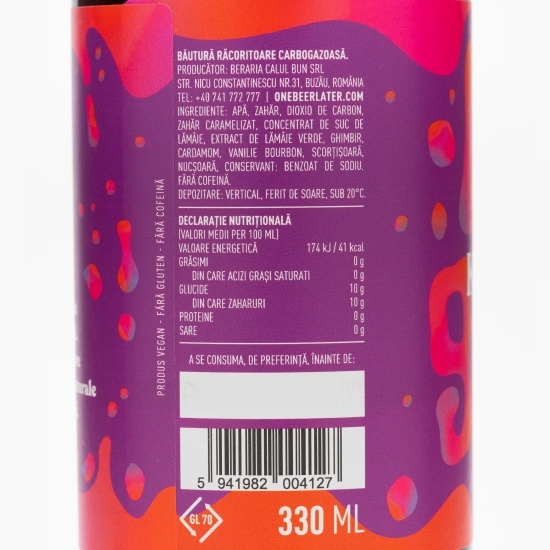 BĂUTURĂ RĂCORITOARE CARBOGAZOASĂ.
PRODUCĂTOR: BERARIA CALUL BUN SRL
STR. NICU CONSTANTINESCU NR.31, BUZĂU, ROMÂNIA
TEL: +40 741 772 777 | ONEBEERLATER.COM
INGREDIENTE: APĂ, ZAHĂR, DIOXID DE CARBON,
ZAHĂR CARAMELIZAT, CONCENTRAT DE SUC DE
LĂMÂIE, EXTRACT DE LĂMÂIE VERDE, GHIMBIR,
CARDAMOM, VANILIE BOURBON, SCORȚIȘOARĂ,
NUCȘOARĂ, CONSERVANT: BENZOAT DE SODIU.
FĂRĂ COFEINĂ.
DEPOZITARE: VERTICAL, FERIT DE SOARE, SUB 20°C.
DECLARAȚIE NUTRIȚIONALĂ
(VALORI MEDII PER 100 ML)
VALOARE ENERGETICĂ 174 kJ / 41 kcal
GRĂSIMI 0 g
DIN CARE ACIZI GRAȘI SATURATI 0 g
GLUCIDE 10 g
DIN CARE ZAHARURI 10 g
PROTEINE 0 g
SARE 0 g
A SE CONSUMA, DE PREFERINȚĂ, ÎNAINTE DE:
PRODUS VEGAN - FĂRĂ GLUTEN - FĂRĂ COFEINĂ
5 941982 004127
GL 70
330 ML